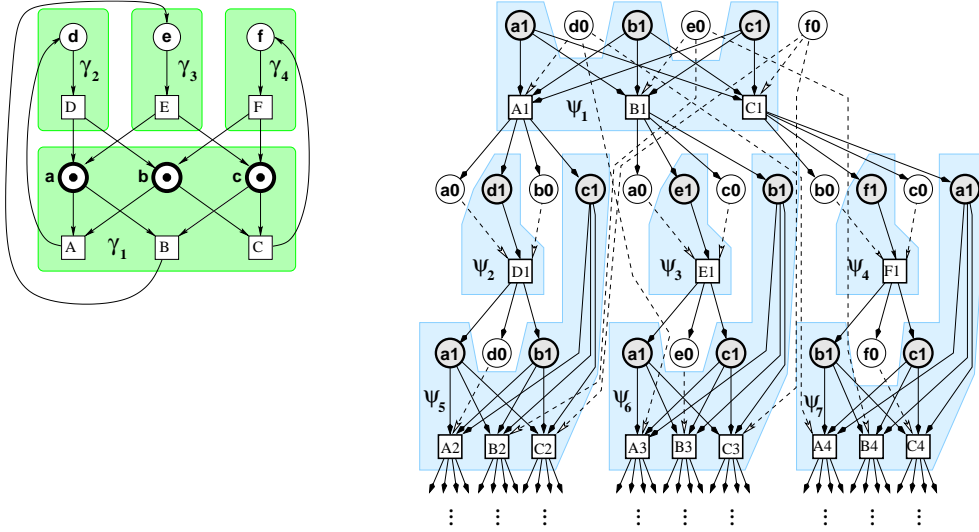 d e f
γ2 γ3 γ4
D E F
a b c
A γ1 B C
a1 d0 b1 e0 c1 f0
A1 ψ1 B1 C1
a0 d1 b0 c1 a0 e1 c0 b1 b0 f1 c0 a1
ψ2 D1 ψ3 E1 ψ4 F1
a1 d0 b1 a1 e0 c1 b1 f0 c1
ψ5 ψ6 ψ7
A2 B2 C2 A3 B3 C3 A4 B4 C4